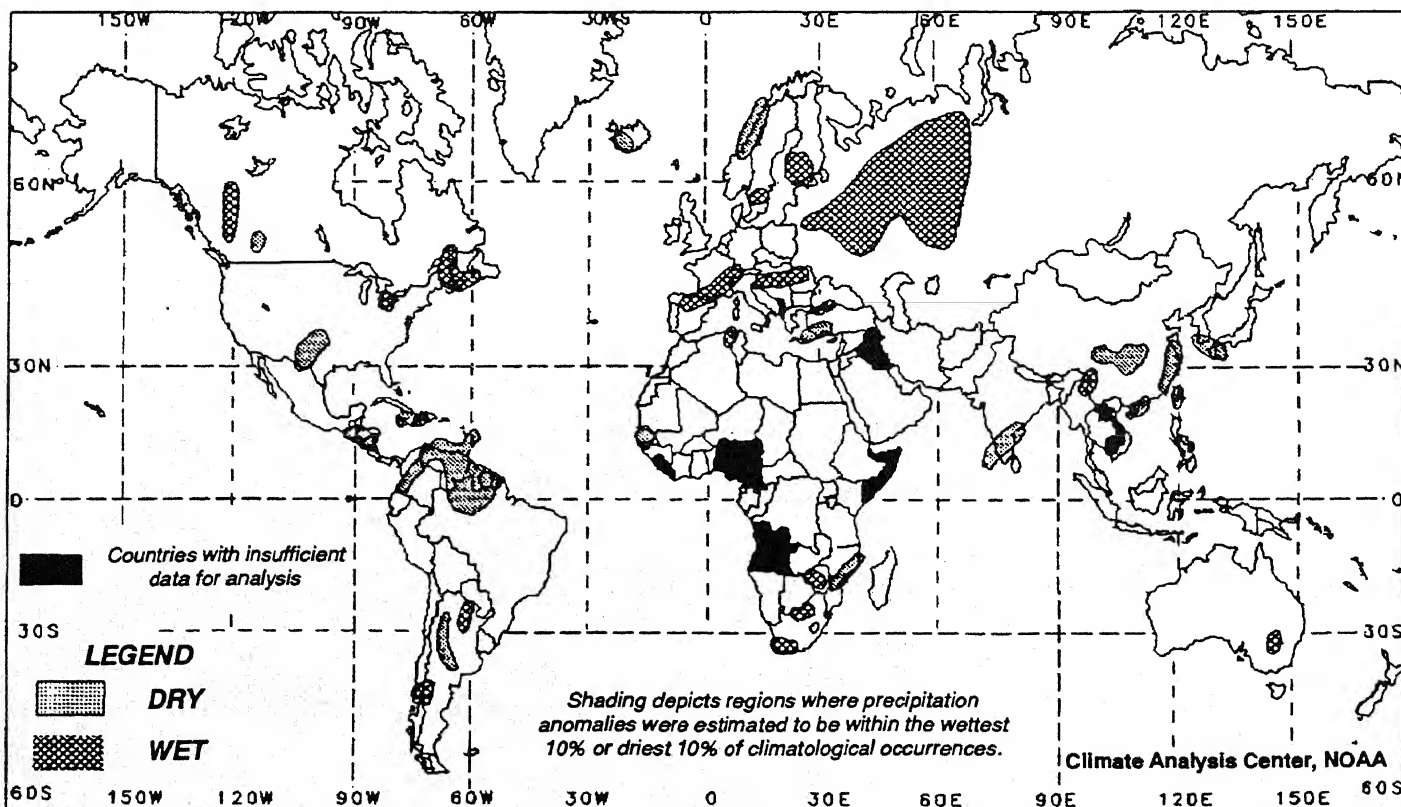 150W 120W 90W 60W 30W 0 30E 60E 90E 120E 150E
60N 60N
30N 30N
0 0
Countries with insufficient
data for analysis
30S 30S
LEGEND
DRY
WET
Shading depicts regions where precipitation
anomalies were estimated to be within the wettest
10% or driest 10% of climatological occurrences.
Climate Analysis Center, NOAA
60S 150W 120W 90W 60W 30W 0 30E 60E 90E 120E 150E 60S